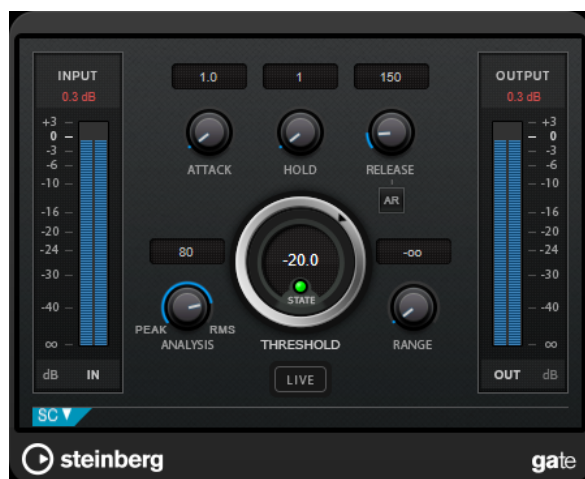 INPUT
0.3 dB
+3
0
-3
-6
-10
-16
-20
-24
-30
-40
∞
dB IN
1.0 1 150
ATTACK HOLD RELEASE
AR
80
-20.0
-∞
STATE
PEAK RMS
ANALYSIS THRESHOLD RANGE
LIVE
OUTPUT
0.3 dB
+3
0
-3
-6
-10
-16
-20
-24
-30
-40
∞
OUT dB
SC
steinberg
gate